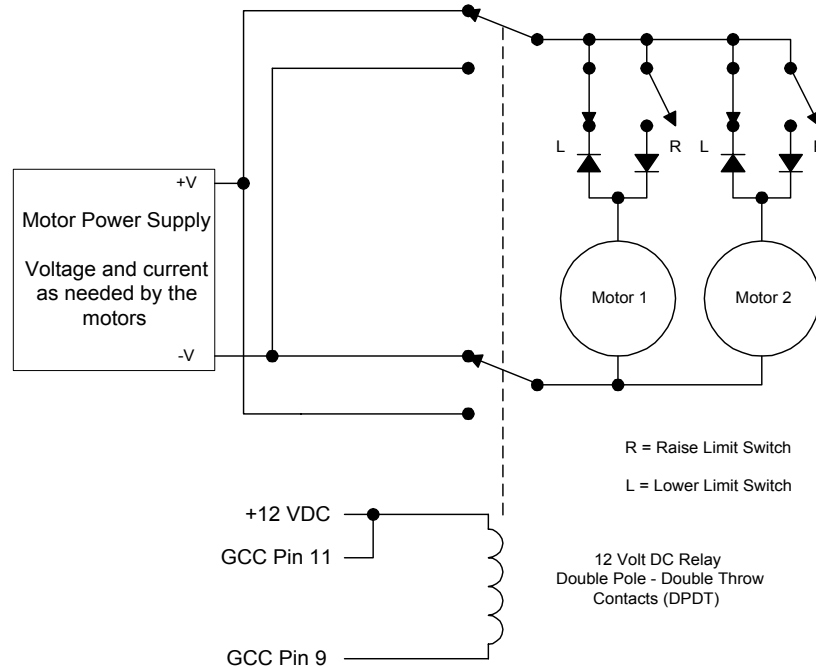 +V
Motor Power Supply
Voltage and current
as needed by the
motors
-V
L
R
L
Motor 1
Motor 2
R = Raise Limit Switch
L = Lower Limit Switch
+12 VDC
GCC Pin 11
GCC Pin 9
12 Volt DC Relay
Double Pole - Double Throw
Contacts (DPDT)